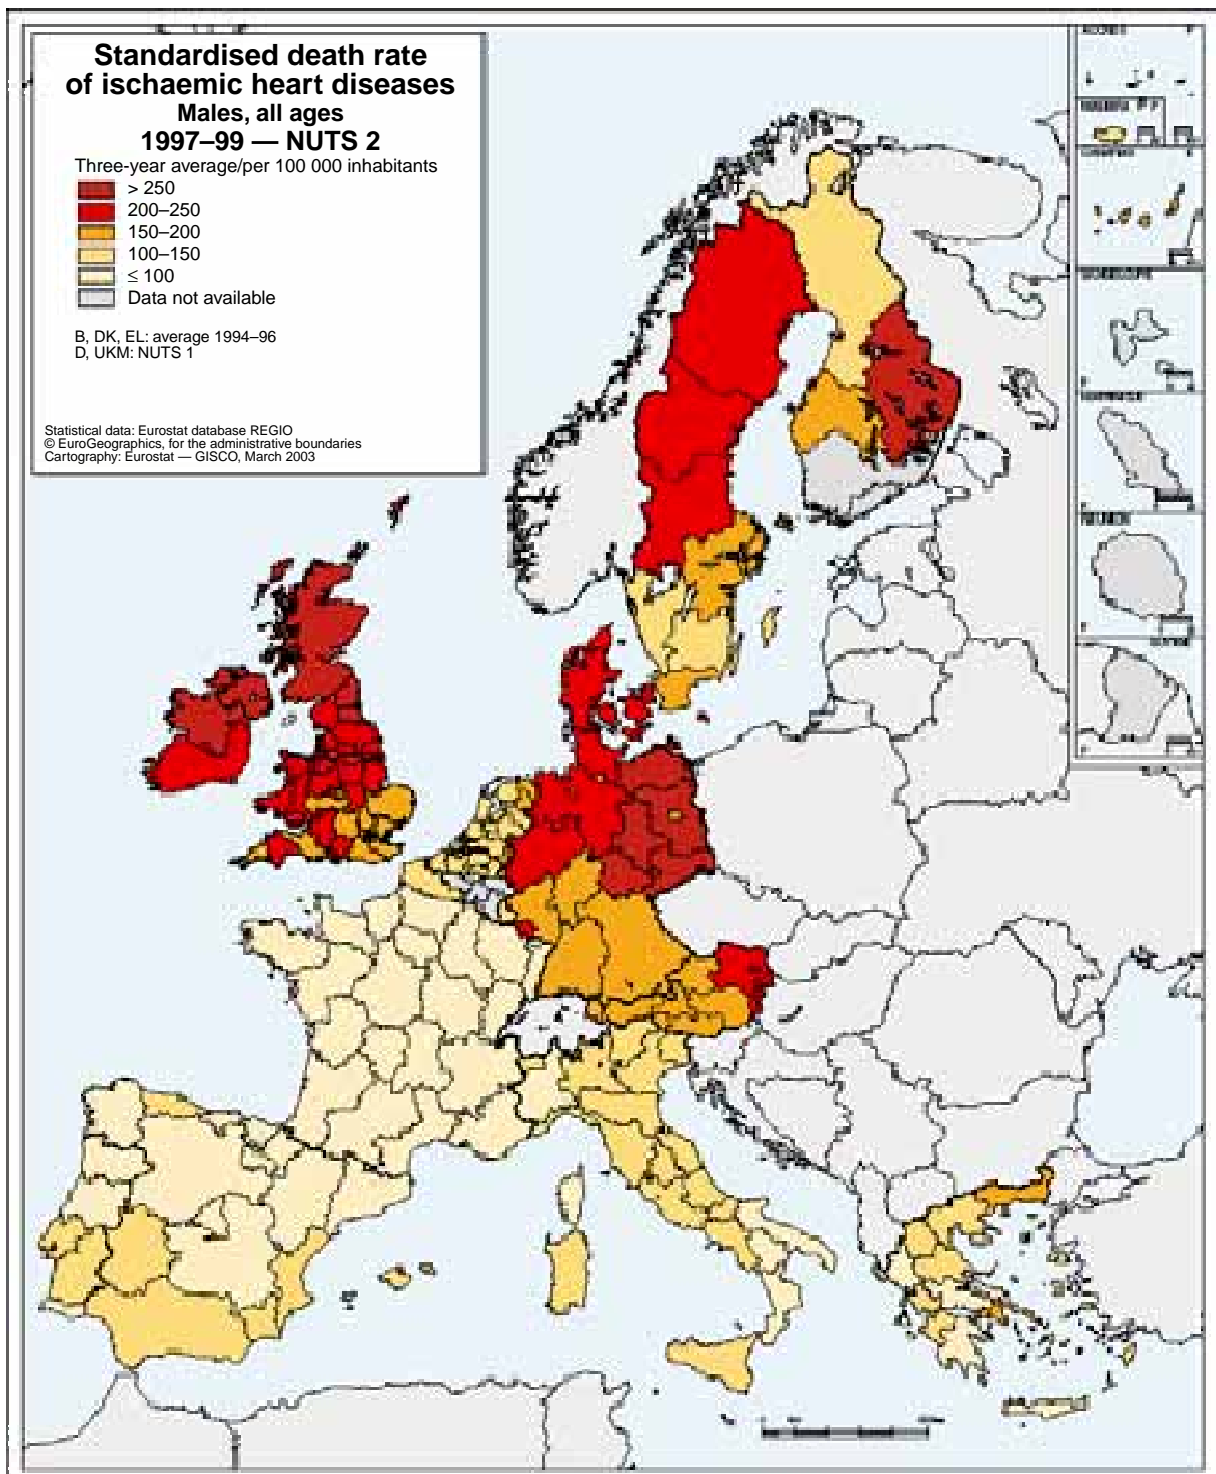 Standardised death rate
of ischaemic heart diseases
Males, all ages
1997–99 — NUTS 2
Three-year average/per 100 000 inhabitants
> 250
200–250
150–200
100–150
≤ 100
Data not available
B, DK, EL: average 1994–96
D, UKM: NUTS 1
Statistical data: Eurostat database REGIO
© EuroGeographics, for the administrative boundaries
Cartography: Eurostat — GISCO, March 2003